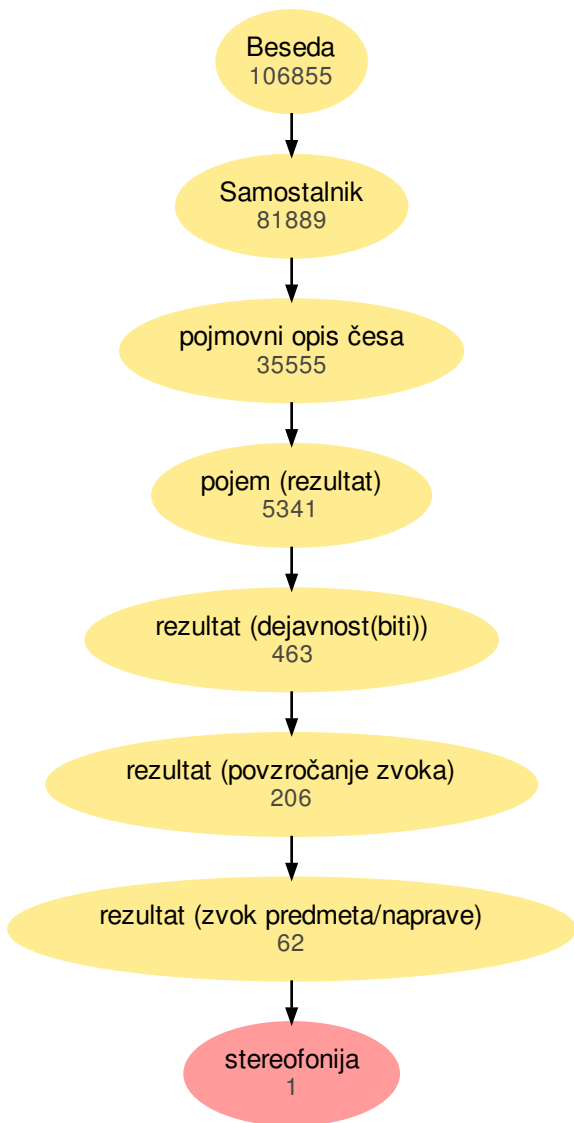 Beseda
106855
Samostalnik
81889
pojmovni opis česa
35555
pojem (rezultat)
5341
rezultat (dejavnost(biti))
463
rezultat (povzročanje zvoka)
206
rezultat (zvok predmeta/naprave)
62
stereofonija
1